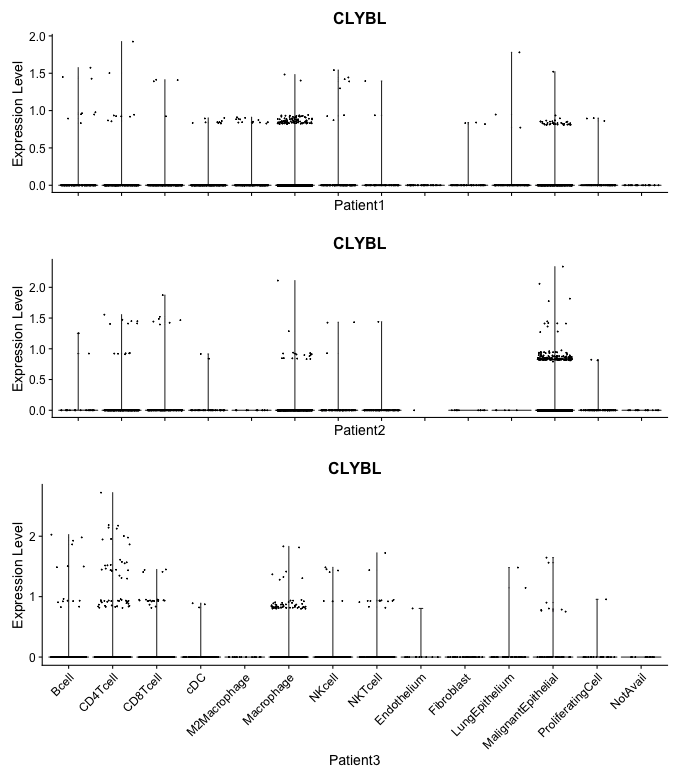 CLYBL
Expression Level
2.0
1.5
1.0
0.5
0.0
Patient1
CLYBL
Expression Level
2.0
1.5
1.0
0.5
0.0
Patient2
CLYBL
Expression Level
2
1
0
Bcell
CD4Tcell
CD8Tcell
cDC
M2Macrophage
Macrophage
NKcell
NKTcell
Endothelium
Fibroblast
LungEpithelium
MalignantEpithelial
ProliferatingCell
NotAvail
Patient3